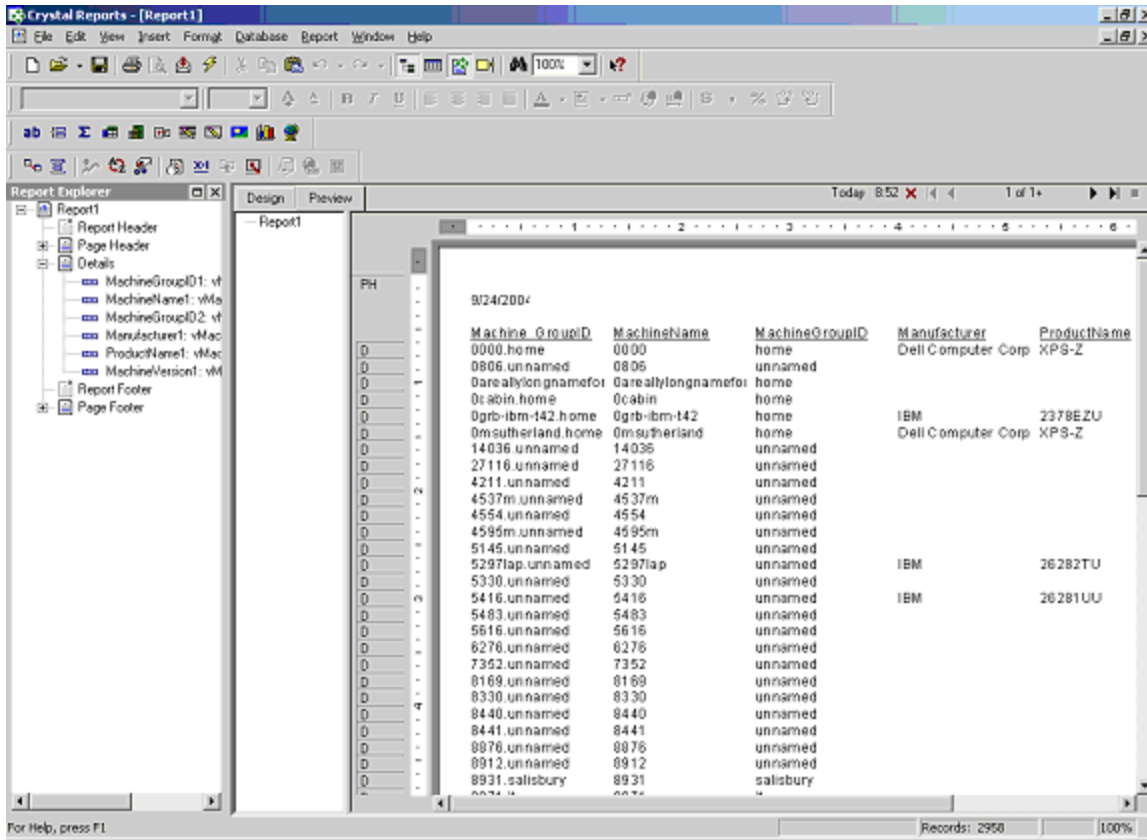 Crystal Reports - [Report1]
File Edit View Insert Format Database Report Window Help
100%
B I U
ab
Report Explorer
Report1
Report Header
Page Header
Details
MachineGroupID1: vM
MachineName1: vMa
MachineGroupID2: vM
Manufacturer1: vMac
ProductName1: vMac
MachineVersion1: vM
Report Footer
Page Footer
Design Preview
Today 8:52 1 of 1+
Report1
1 2 3 4 5 6
PH
9/24/2004
Machine_GroupID MachineName MachineGroupID Manufacturer ProductName
D 0000.home 0000 home Dell Computer Corp XPS-Z
D 0806.unnamed 0806 unnamed
D 0areallylongnamefor 0areallylongnamefor home
D 0cabin.home 0cabin home
D 0grb-ibm-t42.home 0grb-ibm-t42 home IBM 2378EZU
D 0msutherland.home 0msutherland home Dell Computer Corp XPS-Z
D 14036.unnamed 14036 unnamed
D 27116.unnamed 27116 unnamed
D 4211.unnamed 4211 unnamed
D 4537m.unnamed 4537m unnamed
D 4554.unnamed 4554 unnamed
D 4595m.unnamed 4595m unnamed
D 5145.unnamed 5145 unnamed
D 5297lap.unnamed 5297lap unnamed IBM 26282TU
D 5330.unnamed 5330 unnamed
D 5416.unnamed 5416 unnamed IBM 26281UU
D 5483.unnamed 5483 unnamed
D 5616.unnamed 5616 unnamed
D 6276.unnamed 6276 unnamed
D 7352.unnamed 7352 unnamed
D 8169.unnamed 8169 unnamed
D 8330.unnamed 8330 unnamed
D 8440.unnamed 8440 unnamed
D 8441.unnamed 8441 unnamed
D 8876.unnamed 8876 unnamed
D 8912.unnamed 8912 unnamed
D 8931.salisbury 8931 salisbury
For Help, press F1
Records: 2958 100%